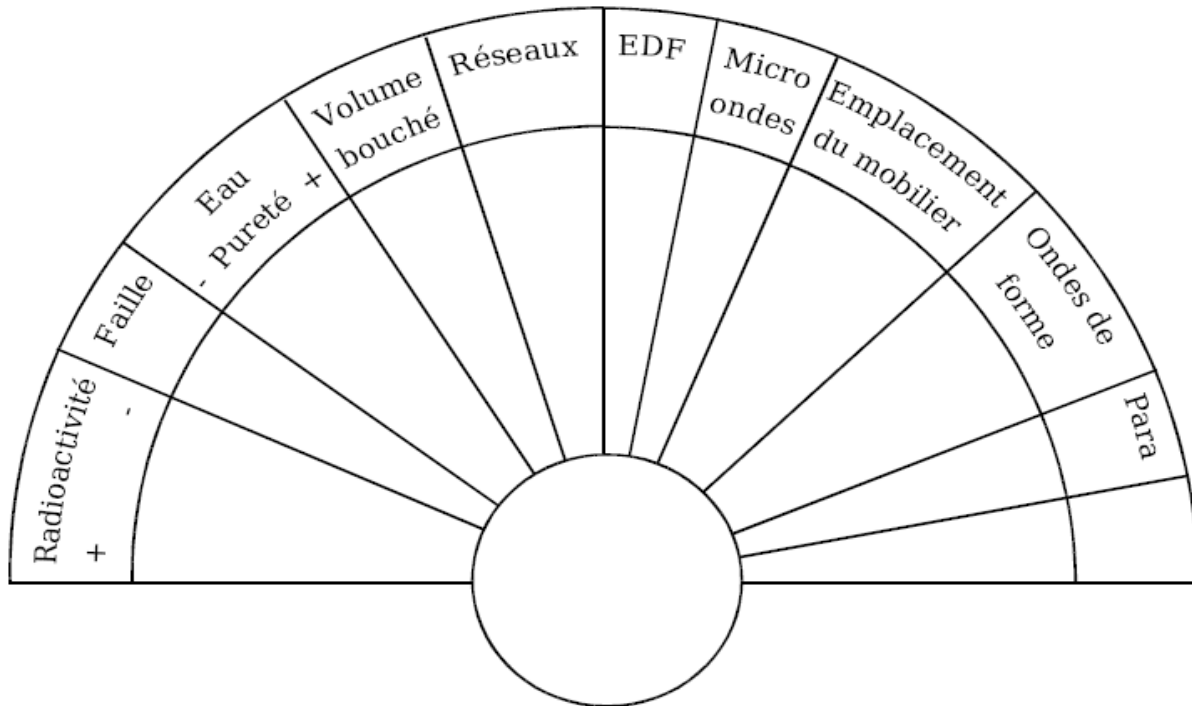 Radioactivité
+ -
Faille
Eau
- Pureté +
Volume
bouché
Réseaux
EDF
Micro
ondes
Emplacement
du mobilier
Ondes de
forme
Para